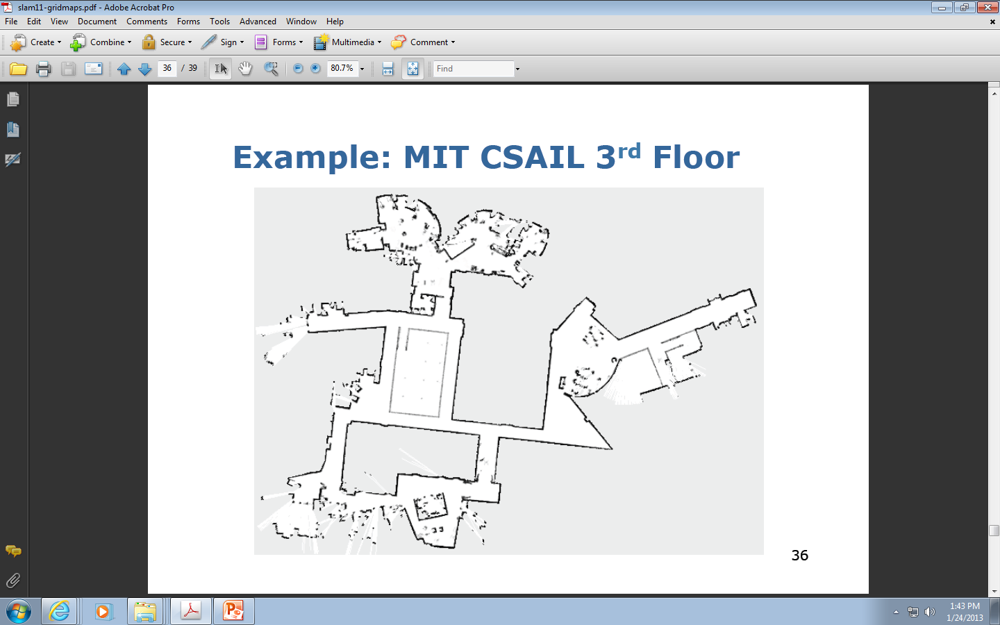 slam11-gridmaps.pdf - Adobe Acrobat Pro
File Edit View Document Comments Forms Tools Advanced Window Help
Create Combine Secure Sign Forms Multimedia Comment
36 / 39 80.7% Find
Example: MIT CSAIL 3rd Floor
36
1:43 PM
1/24/2013